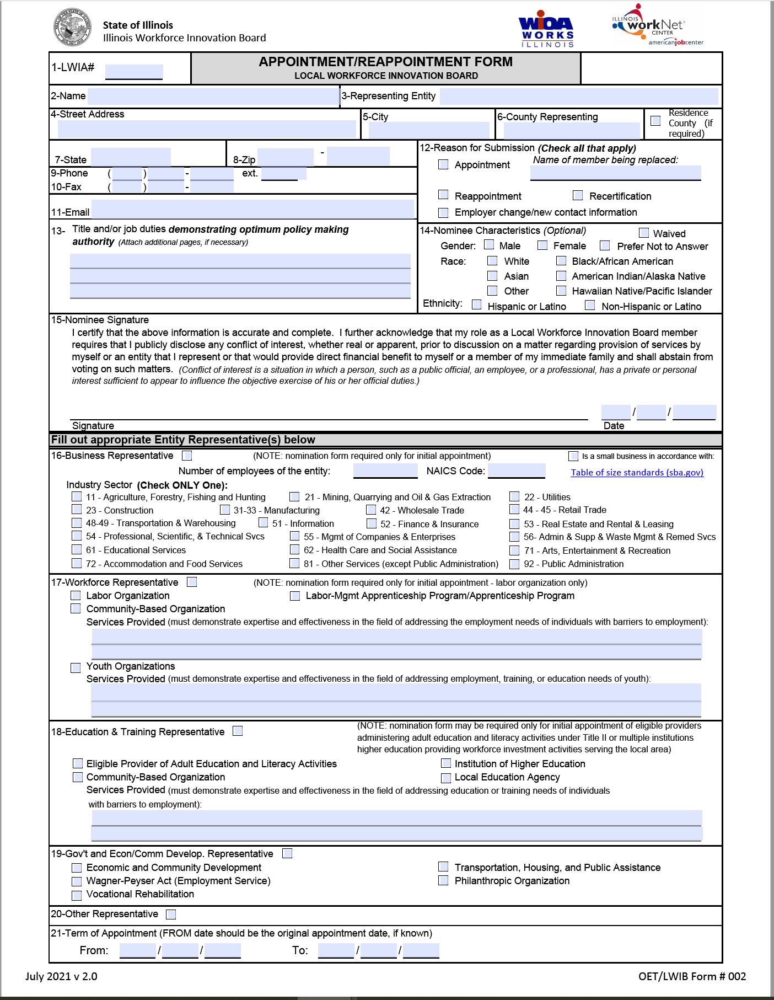 State of Illinois
Illinois Workforce Innovation Board
WIOA
WORKS
ILLINOIS
ILLINOIS
workNet
CENTER
americanjobcenter
1-LWIA#
APPOINTMENT/REAPPOINTMENT FORM
LOCAL WORKFORCE INNOVATION BOARD
2-Name 3-Representing Entity
4-Street Address 5-City 6-County Representing Residence County (if required)
7-State 8-Zip -
9-Phone ( ) - ext.
10-Fax ( ) -
11-Email
12-Reason for Submission (Check all that apply)
Appointment Name of member being replaced:
Reappointment Recertification
Employer change/new contact information
13- Title and/or job duties demonstrating optimum policy making
authority (Attach additional pages, if necessary)
14-Nominee Characteristics (Optional) Waived
Gender: Male Female Prefer Not to Answer
Race: White Black/African American
Asian American Indian/Alaska Native
Other Hawaiian Native/Pacific Islander
Ethnicity: Hispanic or Latino Non-Hispanic or Latino
15-Nominee Signature
I certify that the above information is accurate and complete. I further acknowledge that my role as a Local Workforce Innovation Board member
requires that I publicly disclose any conflict of interest, whether real or apparent, prior to discussion on a matter regarding provision of services by
myself or an entity that I represent or that would provide direct financial benefit to myself or a member of my immediate family and shall abstain from
voting on such matters. (Conflict of interest is a situation in which a person, such as a public official, an employee, or a professional, has a private or personal
interest sufficient to appear to influence the objective exercise of his or her official duties.)
/ /
Signature Date
Fill out appropriate Entity Representative(s) below
16-Business Representative (NOTE: nomination form required only for initial appointment) Is a small business in accordance with:
Number of employees of the entity: NAICS Code: Table of size standards (sba.gov)
Industry Sector (Check ONLY One):
11 - Agriculture, Forestry, Fishing and Hunting 21 - Mining, Quarrying and Oil & Gas Extraction 22 - Utilities
23 - Construction 31-33 - Manufacturing 42 - Wholesale Trade 44 - 45 - Retail Trade
48-49 - Transportation & Warehousing 51 - Information 52 - Finance & Insurance 53 - Real Estate and Rental & Leasing
54 - Professional, Scientific, & Technical Svcs 55 - Mgmt of Companies & Enterprises 56- Admin & Supp & Waste Mgmt & Remed Svcs
61 - Educational Services 62 - Health Care and Social Assistance 71 - Arts, Entertainment & Recreation
72 - Accommodation and Food Services 81 - Other Services (except Public Administration) 92 - Public Administration
17-Workforce Representative (NOTE: nomination form required only for initial appointment - labor organization only)
Labor Organization Labor-Mgmt Apprenticeship Program/Apprenticeship Program
Community-Based Organization
Services Provided (must demonstrate expertise and effectiveness in the field of addressing the employment needs of individuals with barriers to employment):
Youth Organizations
Services Provided (must demonstrate expertise and effectiveness in the field of addressing employment, training, or education needs of youth):
18-Education & Training Representative
(NOTE: nomination form may be required only for initial appointment of eligible providers
administering adult education and literacy activities under Title II or multiple institutions
higher education providing workforce investment activities serving the local area)
Eligible Provider of Adult Education and Literacy Activities Institution of Higher Education
Community-Based Organization Local Education Agency
Services Provided (must demonstrate expertise and effectiveness in the field of addressing education or training needs of individuals
with barriers to employment):
19-Gov't and Econ/Comm Develop. Representative
Economic and Community Development Transportation, Housing, and Public Assistance
Wagner-Peyser Act (Employment Service) Philanthropic Organization
Vocational Rehabilitation
20-Other Representative
21-Term of Appointment (FROM date should be the original appointment date, if known)
From: / / To: / /
July 2021 v 2.0 OET/LWIB Form # 002